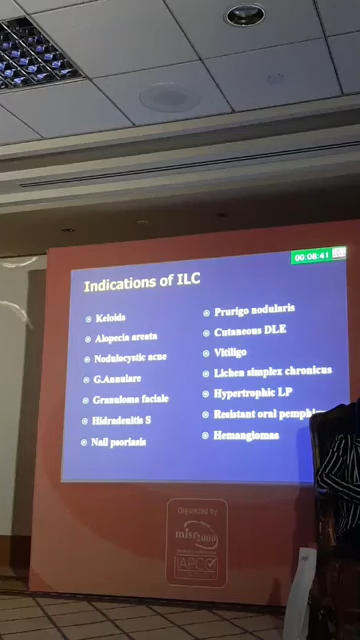 00:08:41
Indications of ILC
Keloids
Alopecia areata
Nodulocystic acne
G.Annulare
Granuloma faciale
Hidradenitis S
Nail psoriasis
Prurigo nodularis
Cutaneous DLE
Vitiligo
Lichen simplex chronicus
Hypertrophic LP
Resistant oral
Hemangiomas
Organized by
misr2000